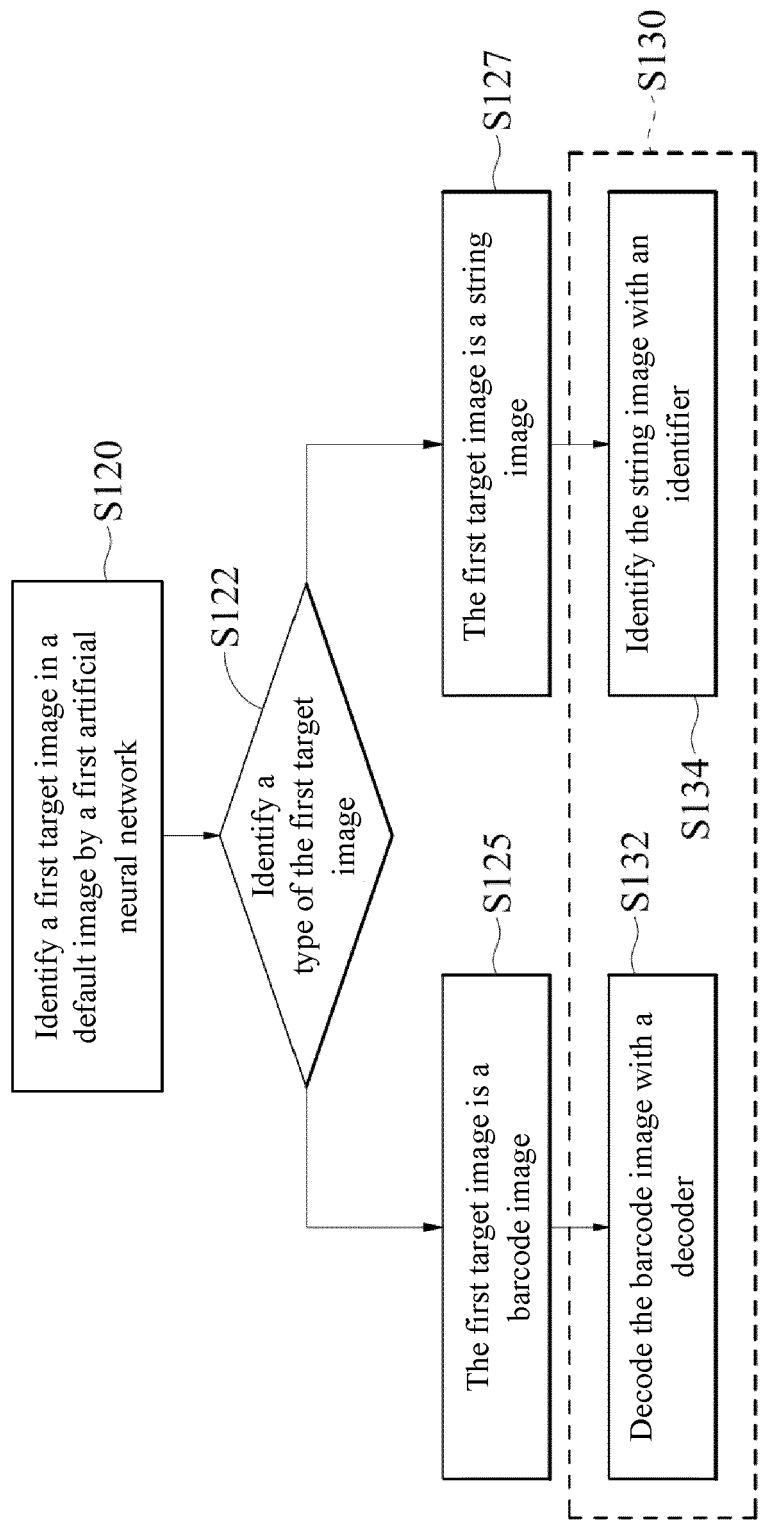 Identify a first target image in a
default image by a first artificial
neural network
S120
Identify a
type of the first target
image
S122
The first target image is a
barcode image
S125
The first target image is a string
image
S127
Decode the barcode image with a
decoder
S132
Identify the string image with an
identifier
S134
S130